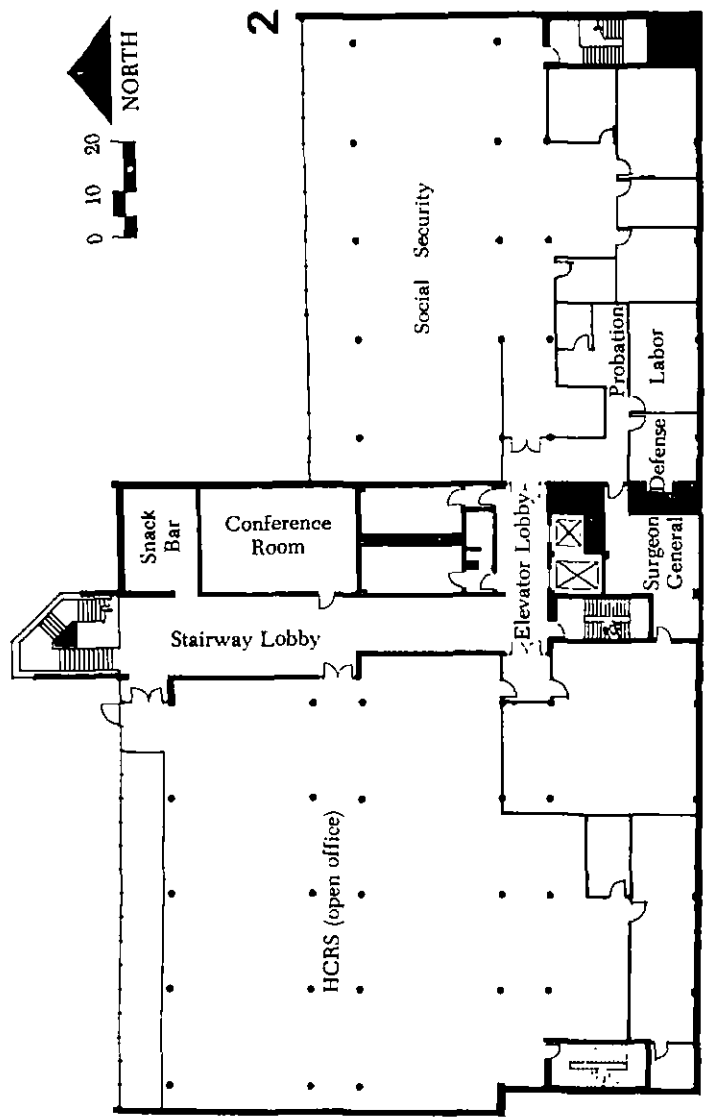 2
NORTH
0 10 20
Social Security
Probation
Labor
Defense
Snack
Bar
Conference
Room
Elevator Lobby
Surgeon
General
Stairway Lobby
HCRS (open office)